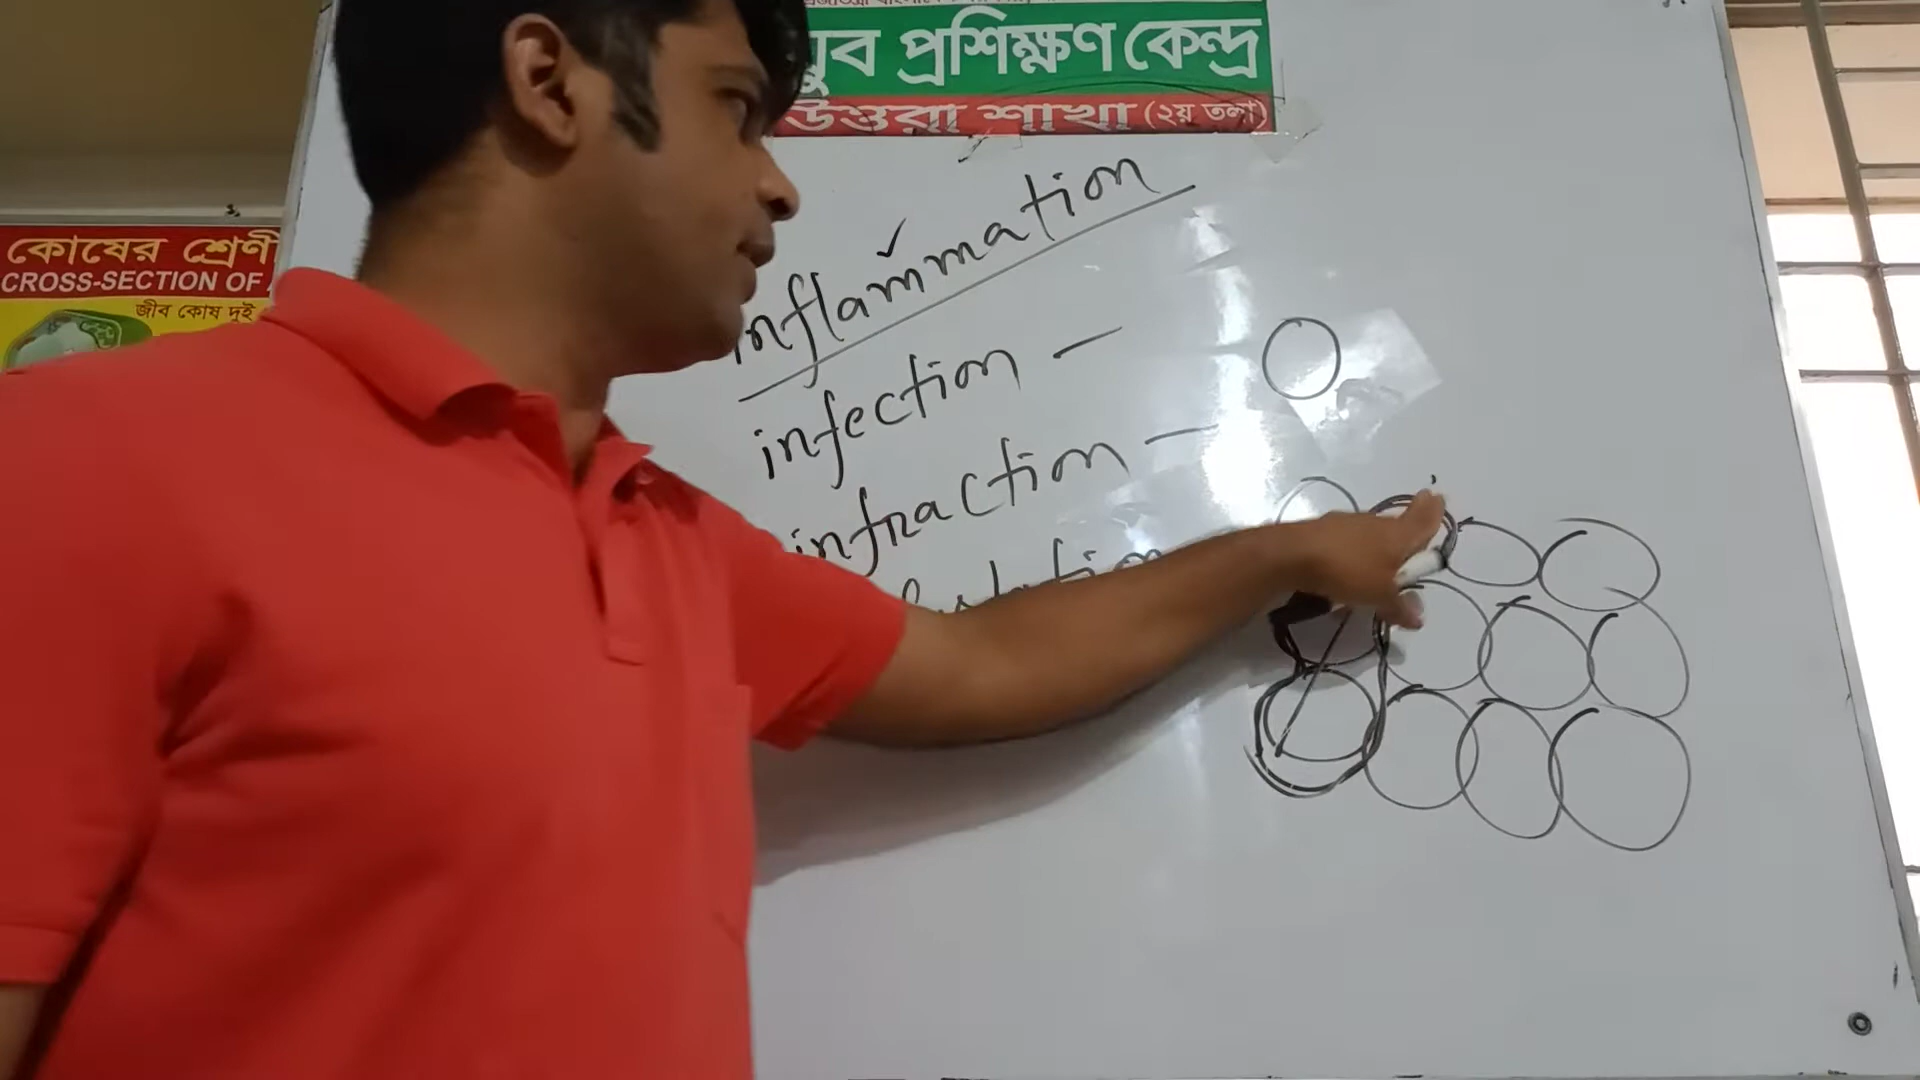 যুব প্রশিক্ষণ কেন্দ্র
উত্তরা শাখা (২য় তলা)
কোষের শ্রেণী
CROSS-SECTION OF
জীব কোষ দুই
inflammation
infection –
infraction –